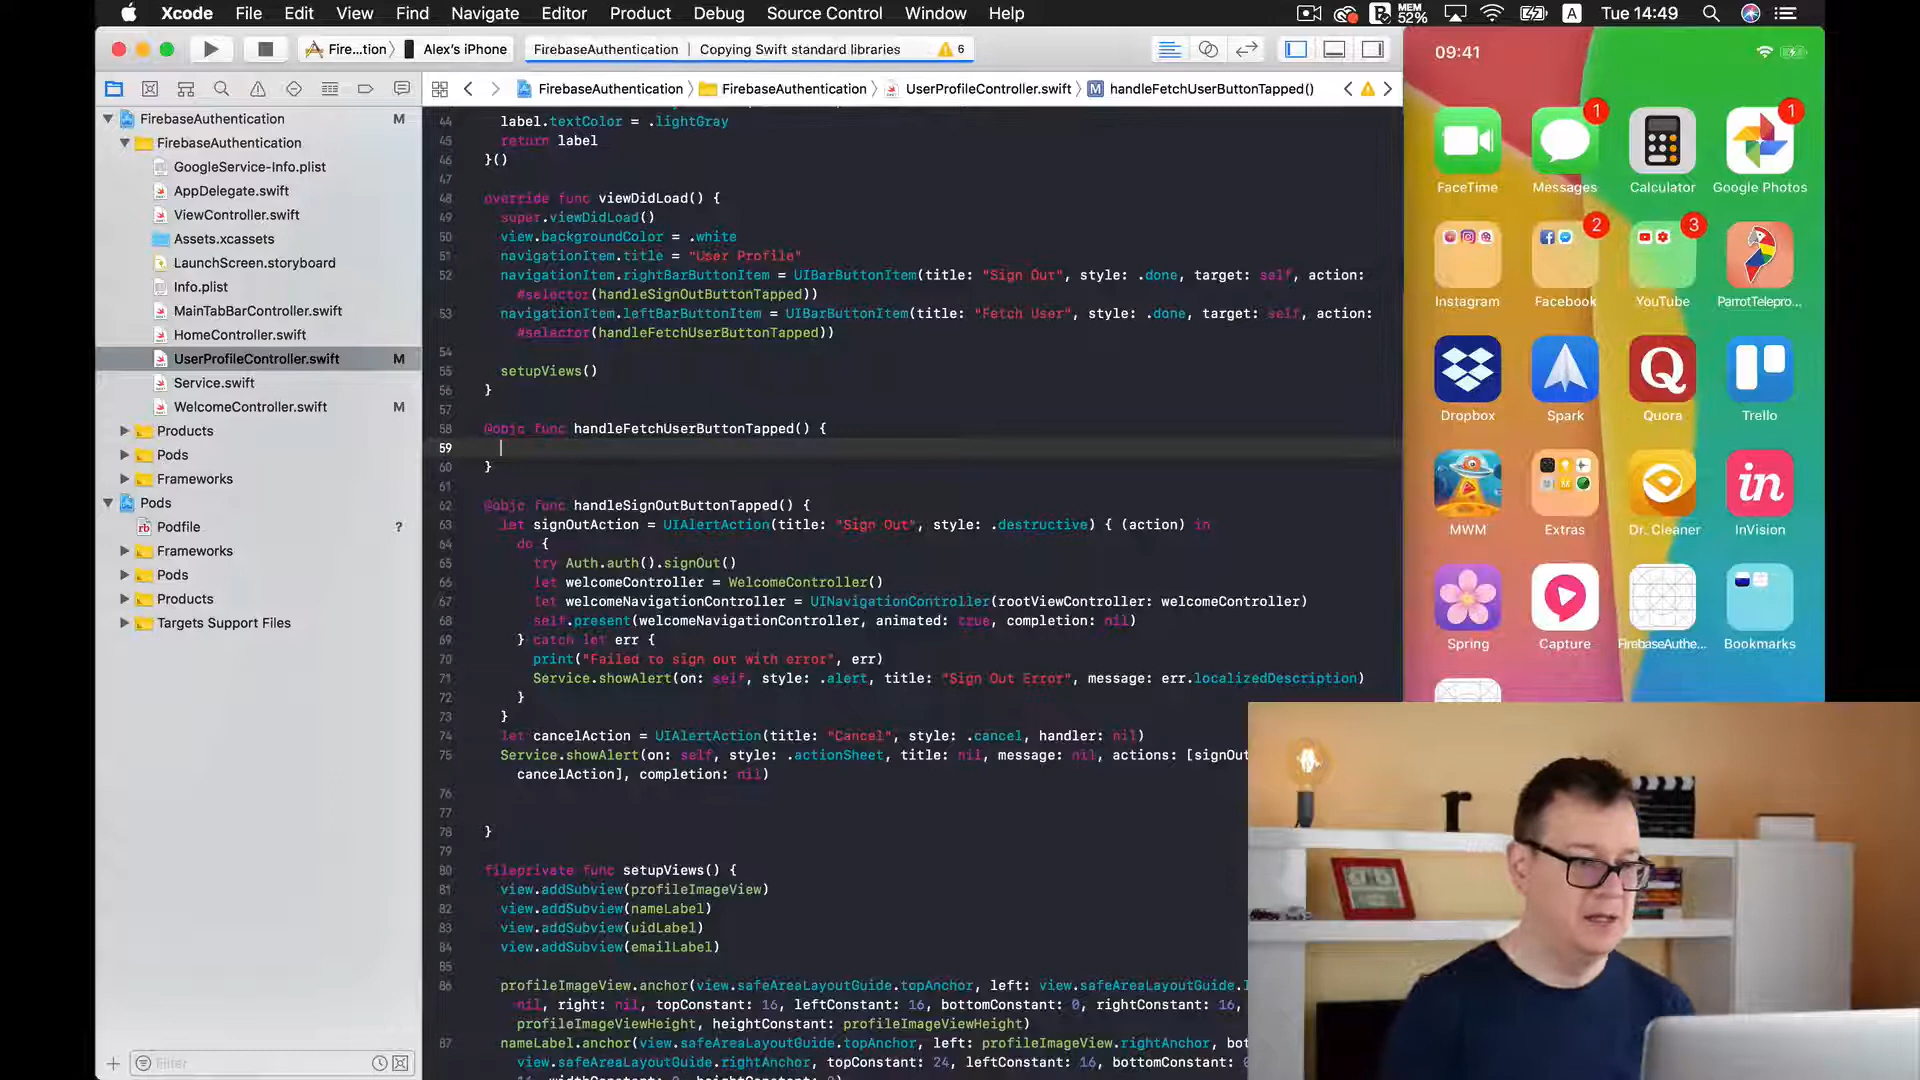 Xcode File Edit View Find Navigate Editor Product Debug Source Control Window Help
MEM
52%
A
Tue 14:49
Fire...tion
Alex's iPhone
FirebaseAuthentication | Copying Swift standard libraries
6
FirebaseAuthentication
FirebaseAuthentication
UserProfileController.swift
M
handleFetchUserButtonTapped()
FirebaseAuthentication M
FirebaseAuthentication
GoogleService-Info.plist
AppDelegate.swift
ViewController.swift
Assets.xcassets
LaunchScreen.storyboard
Info.plist
MainTabBarController.swift
HomeController.swift
UserProfileController.swift M
Service.swift
WelcomeController.swift M
Products
Pods
Frameworks
Pods
rb Podfile ?
Frameworks
Pods
Products
Targets Support Files
Filter
44 label.textColor = .lightGray
45 return label
46 }()
47
48 override func viewDidLoad() {
49 super.viewDidLoad()
50 view.backgroundColor = .white
51 navigationItem.title = "User Profile"
52 navigationItem.rightBarButtonItem = UIBarButtonItem(title: "Sign Out", style: .done, target: self, action:
#selector(handleSignOutButtonTapped))
53 navigationItem.leftBarButtonItem = UIBarButtonItem(title: "Fetch User", style: .done, target: self, action:
#selector(handleFetchUserButtonTapped))
54
55 setupViews()
56 }
57
58 @objc func handleFetchUserButtonTapped() {
59
60 }
61
62 @objc func handleSignOutButtonTapped() {
63 let signOutAction = UIAlertAction(title: "Sign Out", style: .destructive) { (action) in
64 do {
65 try Auth.auth().signOut()
66 let welcomeController = WelcomeController()
67 let welcomeNavigationController = UINavigationController(rootViewController: welcomeController)
68 self.present(welcomeNavigationController, animated: true, completion: nil)
69 } catch let err {
70 print("Failed to sign out with error", err)
71 Service.showAlert(on: self, style: .alert, title: "Sign Out Error", message: err.localizedDescription)
72 }
73 }
74 let cancelAction = UIAlertAction(title: "Cancel", style: .cancel, handler: nil)
75 Service.showAlert(on: self, style: .actionSheet, title: nil, message: nil, actions: [signOut
cancelAction], completion: nil)
76
77
78 }
79
80 fileprivate func setupViews() {
81 view.addSubview(profileImageView)
82 view.addSubview(nameLabel)
83 view.addSubview(uidLabel)
84 view.addSubview(emailLabel)
85
86 profileImageView.anchor(view.safeAreaLayoutGuide.topAnchor, left: view.safeAreaLayoutGuide.
nil, right: nil, topConstant: 16, leftConstant: 16, bottomConstant: 0, rightConstant: 16,
profileImageViewHeight, heightConstant: profileImageViewHeight)
87 nameLabel.anchor(view.safeAreaLayoutGuide.topAnchor, left: profileImageView.rightAnchor,
view.safeAreaLayoutGuide.rightAnchor, topConstant: 24, leftConstant: 16, bottomConstant:
09:41
1 1
FaceTime Messages Calculator Google Photos
2 3
Instagram Facebook YouTube ParrotTelepro...
Dropbox Spark Quora Trello
in
MWM Extras Dr. Cleaner InVision
Spring Capture FirebaseAuthe... Bookmarks